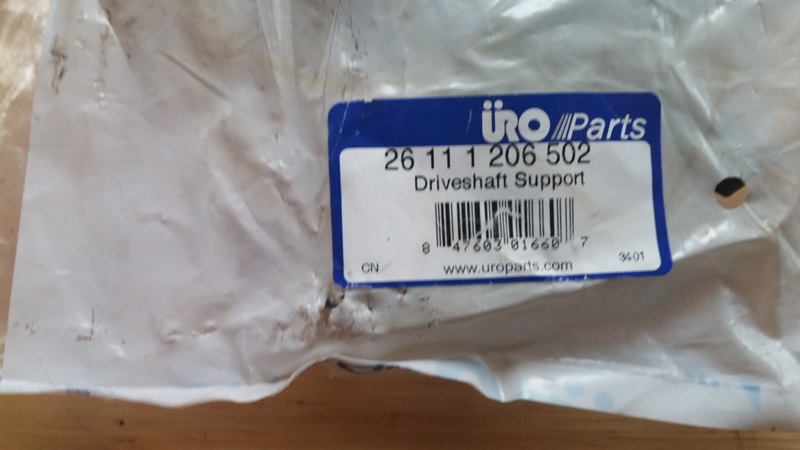 ÜRO///Parts
26 11 1 206 502
Driveshaft Support
8 47603 01660 7
CN www.uroparts.com 3401